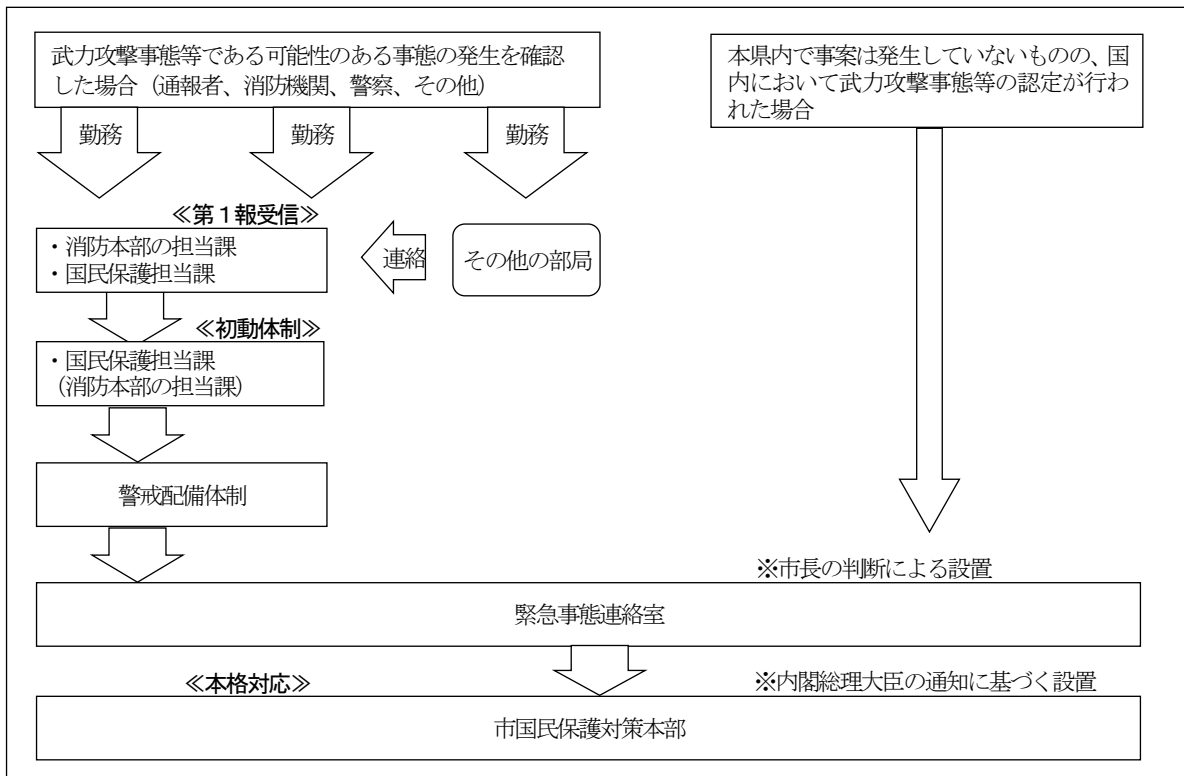 武力攻撃事態等である可能性のある事態の発生を確認
した場合（通報者、消防機関、警察、その他）
本県内で事案は発生していないものの、国
内において武力攻撃事態等の認定が行わ
れた場合
勤務
勤務
勤務
≪第１報受信≫
・消防本部の担当課
・国民保護担当課
連絡
その他の部局
≪初動体制≫
・国民保護担当課
（消防本部の担当課）
警戒配備体制
※市長の判断による設置
緊急事態連絡室
≪本格対応≫
※内閣総理大臣の通知に基づく設置
市国民保護対策本部